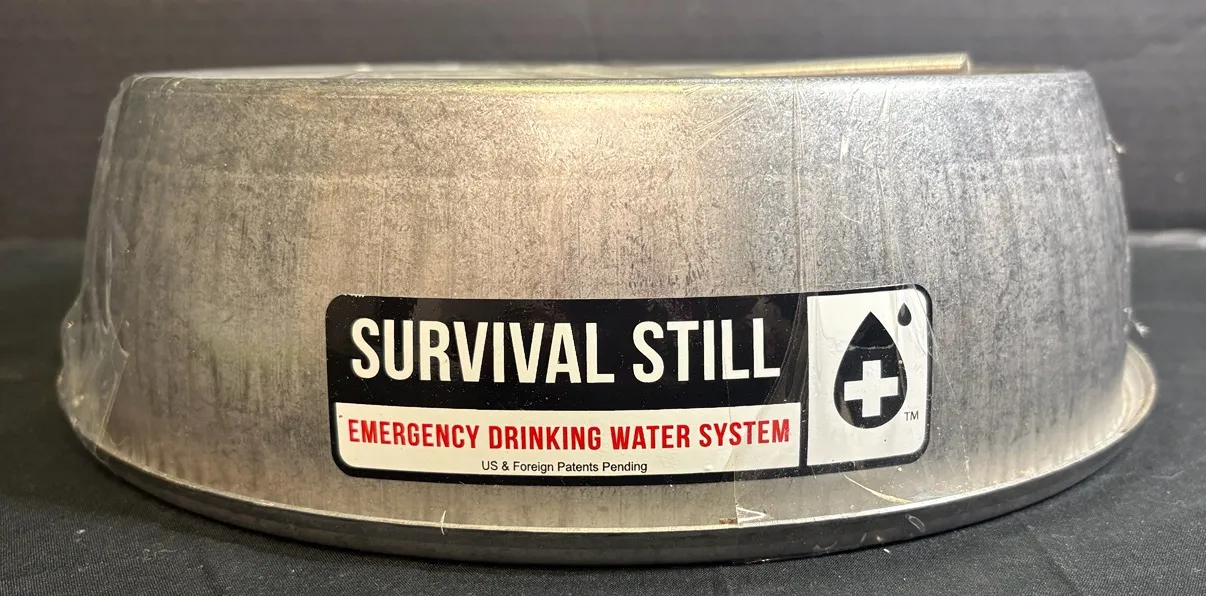 SURVIVAL STILL
EMERGENCY DRINKING WATER SYSTEM
US & Foreign Patents Pending
TM